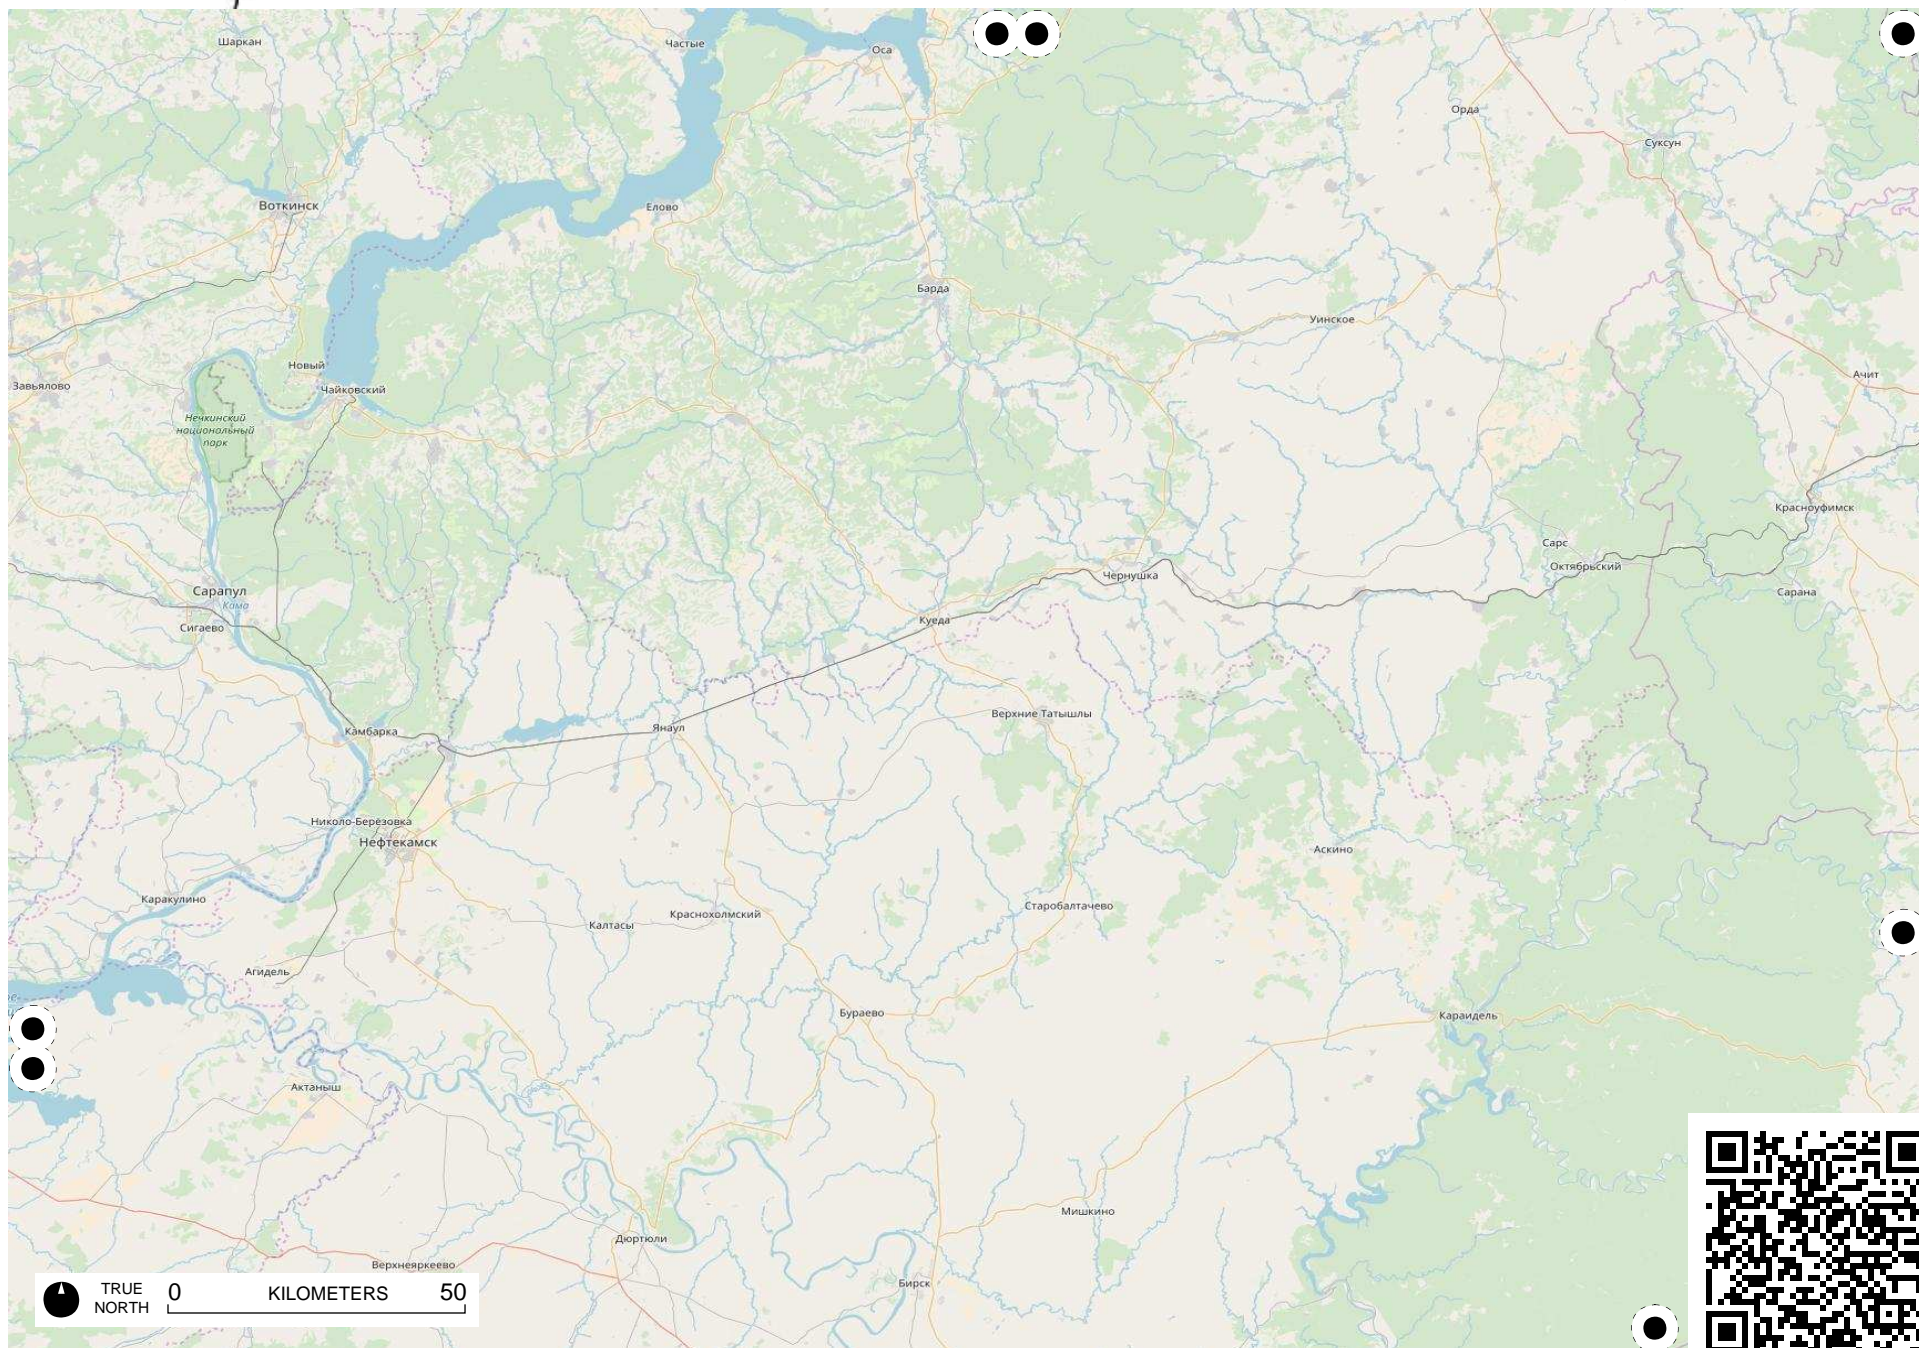 Шаркан
Частые
Оса
Орда
Суксун
Воткинск
Елово
Барда
Уинское
Новый
Завьялово
Чайковский
Ачит
Нечкинский
национальный
парк
Красноуфимск
Сарс
Октябрьский
Чернушка
Сарапул
Кама
Сарана
Сигаево
Куеда
Верхние Татышлы
Янаул
Камбарка
Николо-Берёзовка
Нефтекамск
Аскино
Каракулино
Калтасы
Краснохолмский
Старобалтачево
Агидель
Бураево
Караидель
Актаныш
Мишкино
Дюртюли
Верхнеяркеево
Бирск
TRUE
NORTH
0 KILOMETERS 50